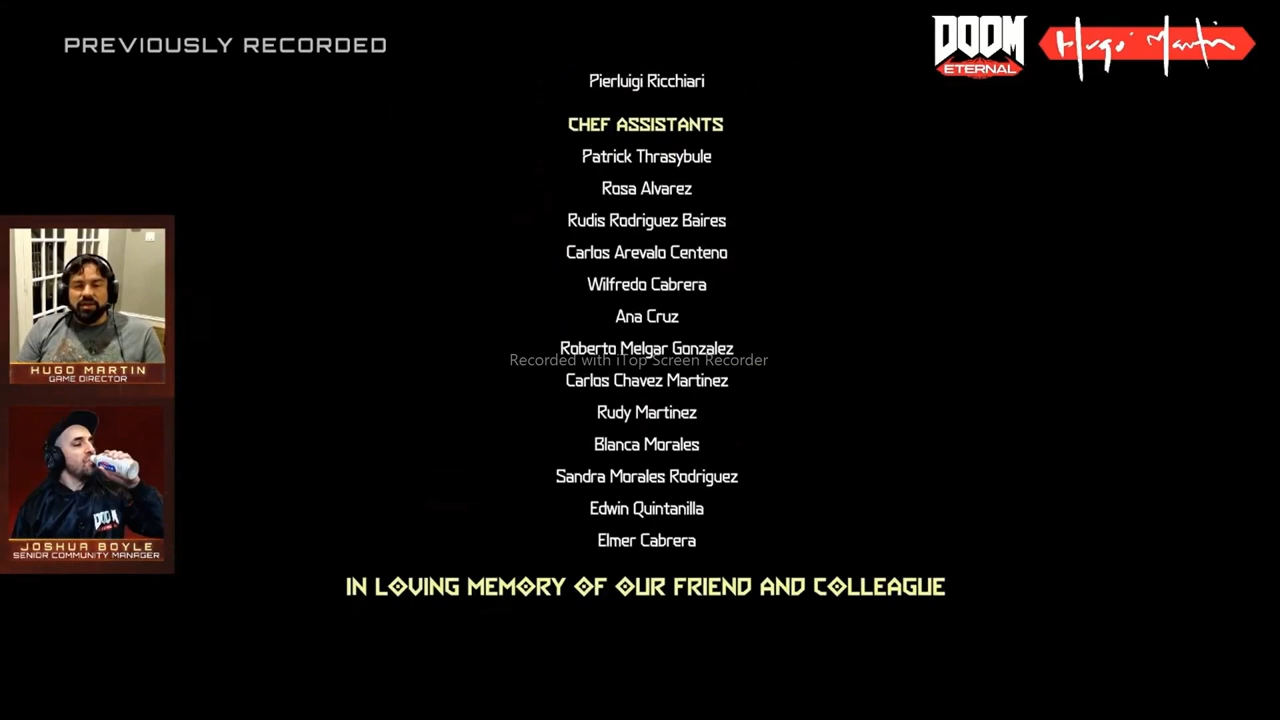 PREVIOUSLY RECORDED
DOOM
ETERNAL
Hugo Martin
Pierluigi Ricchiari
CHEF ASSISTANTS
Patrick Thrasybule
Rosa Alvarez
Rudis Rodriguez Baires
Carlos Arevalo Centeno
Wilfredo Cabrera
Ana Cruz
Roberto Melgar Gonzalez
Recorded with iTop Screen Recorder
Carlos Chavez Martinez
Rudy Martinez
Blanca Morales
Sandra Morales Rodriguez
Edwin Quintanilla
Elmer Cabrera
IN LOVING MEMORY OF OUR FRIEND AND COLLEAGUE
HUGO MARTIN
GAME DIRECTOR
DOOM
JOSHUA BOYLE
SENIOR COMMUNITY MANAGER